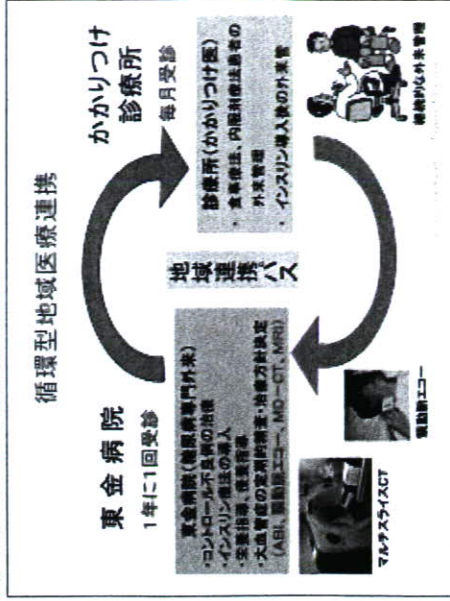 循環型地域医療連携
東金病院
1年に1回受診
東金病院(糖尿病専門外来)
・コントロール不良例の治療
・インスリン療法の導入
・栄養指導、療養指導
・大血管症の定期的精査・治療方針決定
(ABI、頸動脈エコー、MD-CT、MRI)
地域連携パス
かかりつけ
診療所
毎月受診
診療所(かかりつけ医)
・食事療法、内服治療法患者の
外来管理
・インスリン導入後の外来管
マルチスライスCT
頸動脈エコー
継続的な外来管理